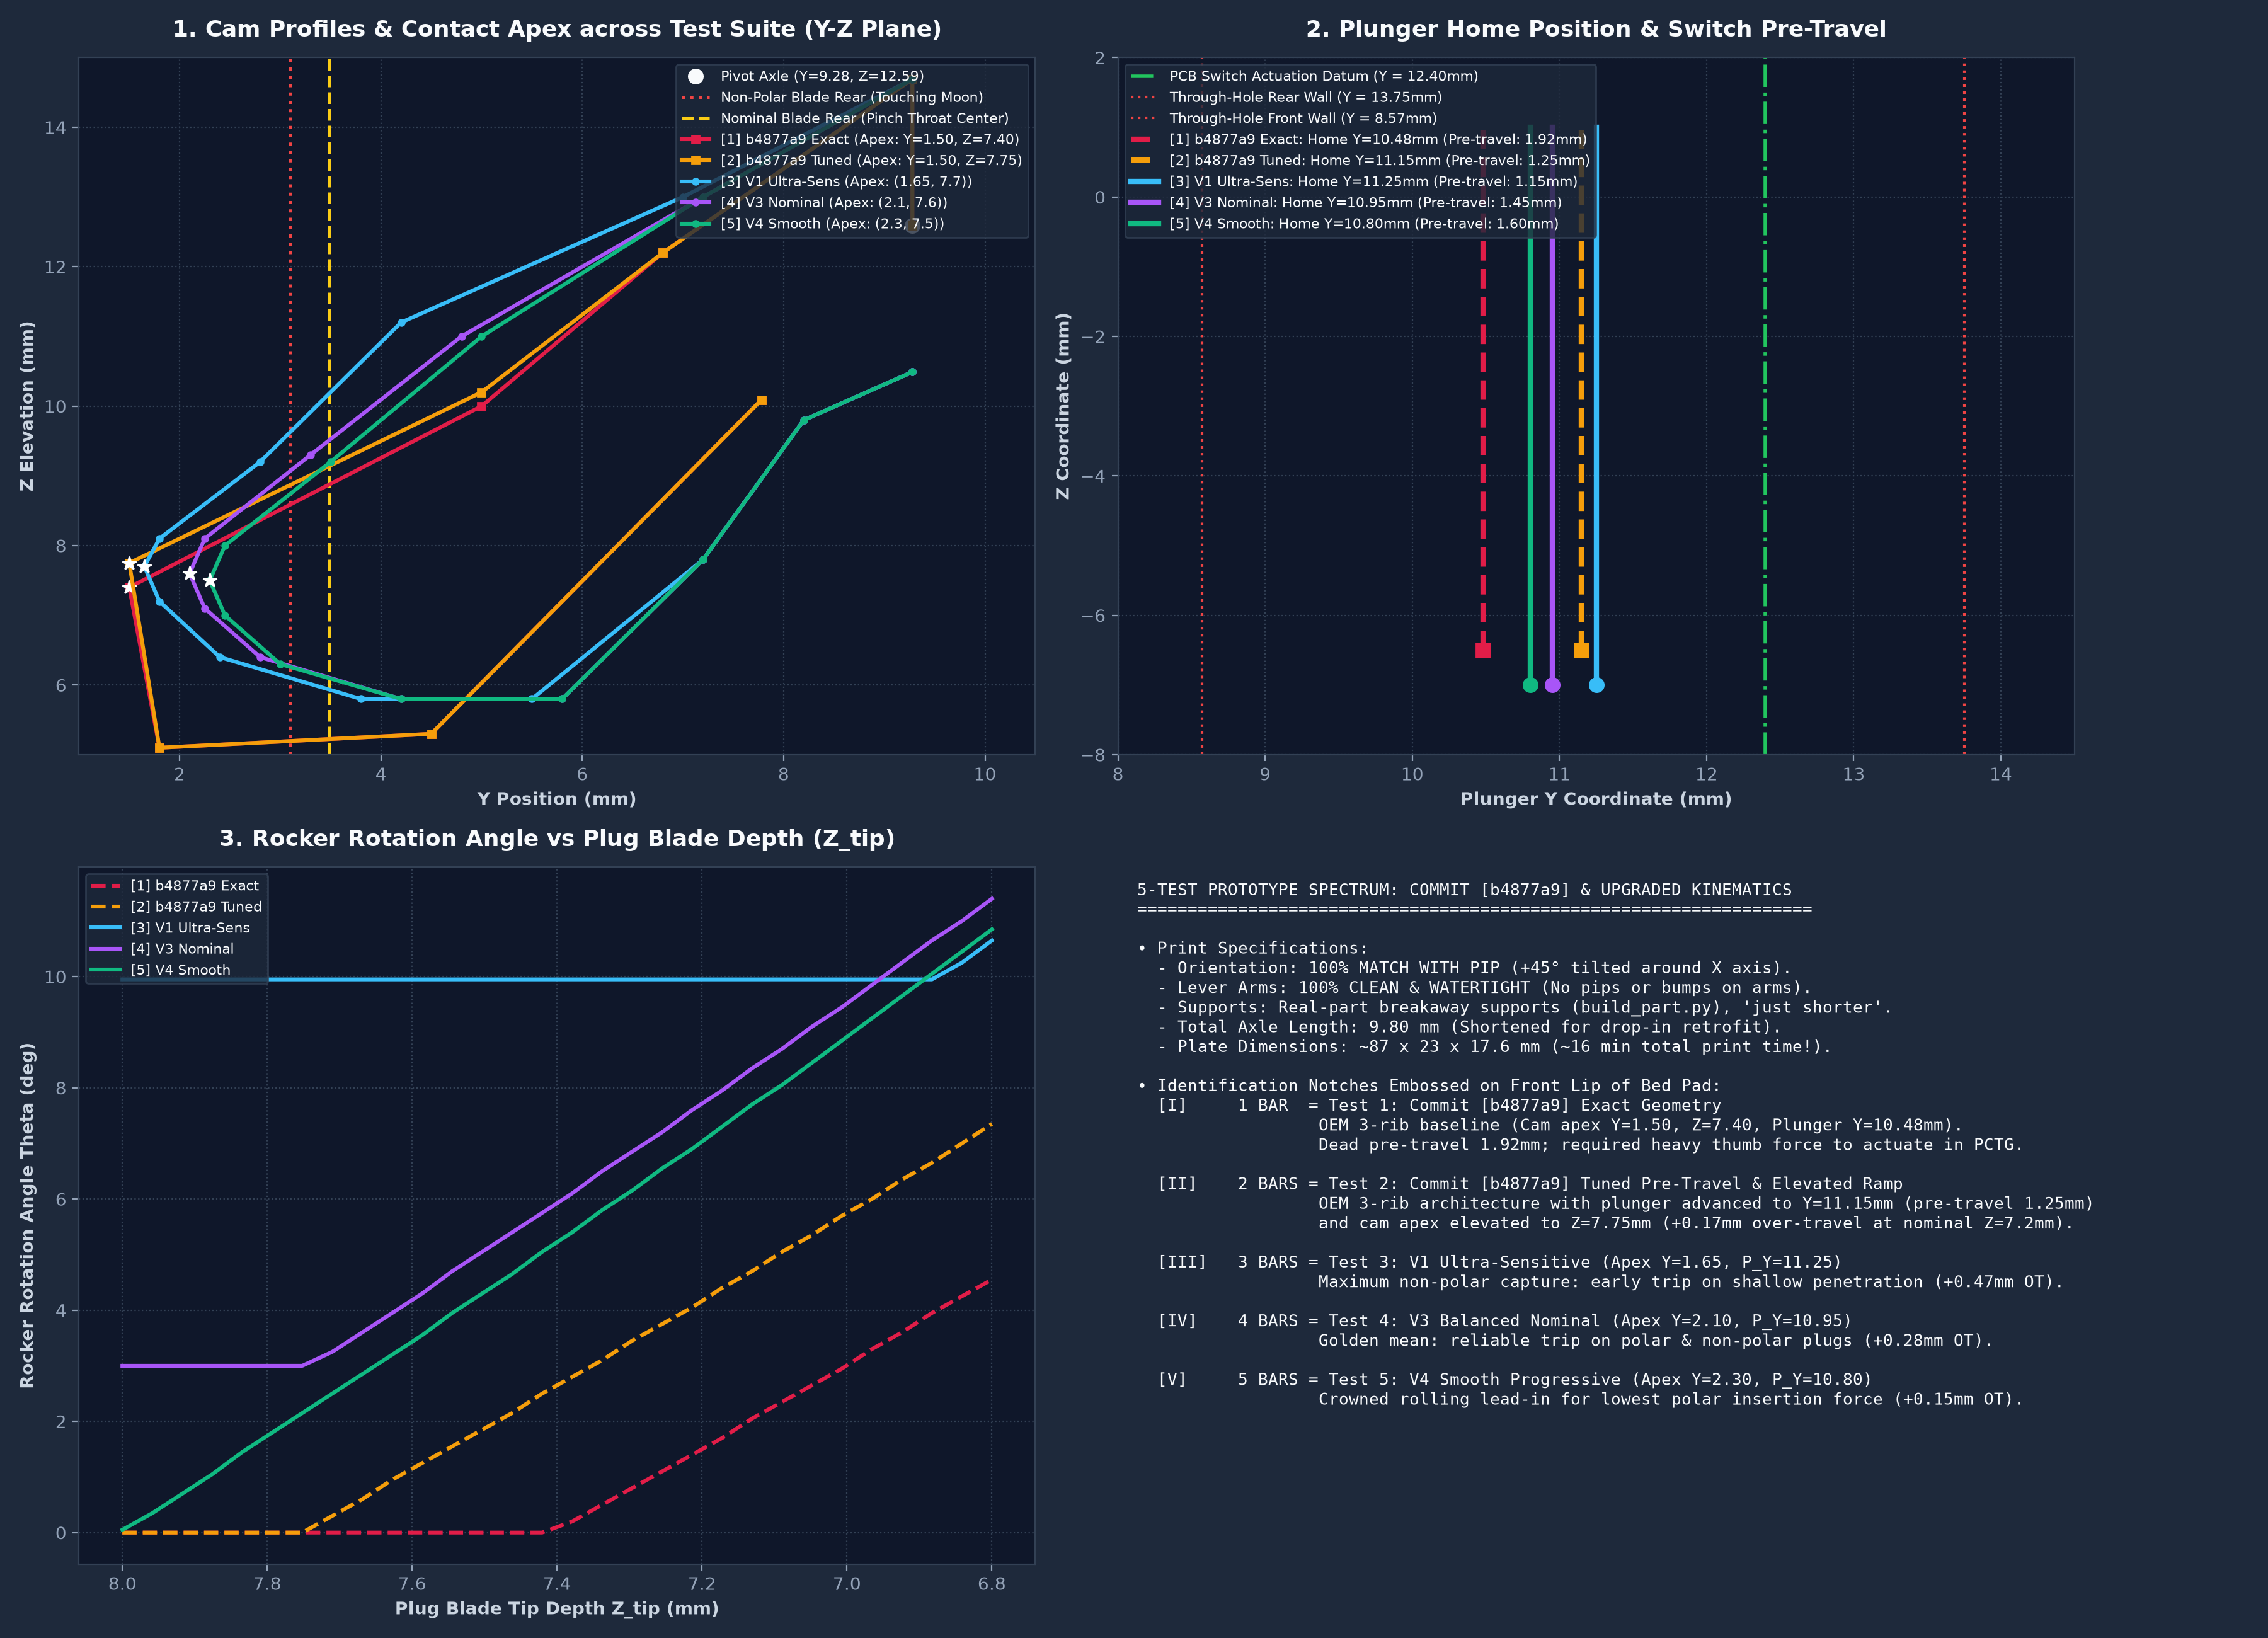 1. Cam Profiles & Contact Apex across Test Suite (Y-Z Plane)
Pivot Axle (Y=9.28, Z=12.59)
Non-Polar Blade Rear (Touching Moon)
Nominal Blade Rear (Pinch Throat Center)
[1] b4877a9 Exact (Apex: Y=1.50, Z=7.40)
[2] b4877a9 Tuned (Apex: Y=1.50, Z=7.75)
[3] V1 Ultra-Sens (Apex: (1.65, 7.7))
[4] V3 Nominal (Apex: (2.1, 7.6))
[5] V4 Smooth (Apex: (2.3, 7.5))
Z Elevation (mm)
14
12
10
8
6
2
4
6
8
10
Y Position (mm)
2. Plunger Home Position & Switch Pre-Travel
PCB Switch Actuation Datum (Y = 12.40mm)
Through-Hole Rear Wall (Y = 13.75mm)
Through-Hole Front Wall (Y = 8.57mm)
[1] b4877a9 Exact: Home Y=10.48mm (Pre-travel: 1.92mm)
[2] b4877a9 Tuned: Home Y=11.15mm (Pre-travel: 1.25mm)
[3] V1 Ultra-Sens: Home Y=11.25mm (Pre-travel: 1.15mm)
[4] V3 Nominal: Home Y=10.95mm (Pre-travel: 1.45mm)
[5] V4 Smooth: Home Y=10.80mm (Pre-travel: 1.60mm)
Z Coordinate (mm)
2
0
−2
−4
−6
−8
8
9
10
11
12
13
14
Plunger Y Coordinate (mm)
3. Rocker Rotation Angle vs Plug Blade Depth (Z_tip)
[1] b4877a9 Exact
[2] b4877a9 Tuned
[3] V1 Ultra-Sens
[4] V3 Nominal
[5] V4 Smooth
Rocker Rotation Angle Theta (deg)
10
8
6
4
2
0
8.0
7.8
7.6
7.4
7.2
7.0
6.8
Plug Blade Tip Depth Z_tip (mm)
5-TEST PROTOTYPE SPECTRUM: COMMIT [b4877a9] & UPGRADED KINEMATICS
===================================================================
• Print Specifications:
- Orientation: 100% MATCH WITH PIP (+45° tilted around X axis).
- Lever Arms: 100% CLEAN & WATERTIGHT (No pips or bumps on arms).
- Supports: Real-part breakaway supports (build_part.py), 'just shorter'.
- Total Axle Length: 9.80 mm (Shortened for drop-in retrofit).
- Plate Dimensions: ~87 x 23 x 17.6 mm (~16 min total print time!).
• Identification Notches Embossed on Front Lip of Bed Pad:
[I] 1 BAR = Test 1: Commit [b4877a9] Exact Geometry
OEM 3-rib baseline (Cam apex Y=1.50, Z=7.40, Plunger Y=10.48mm).
Dead pre-travel 1.92mm; required heavy thumb force to actuate in PCTG.
[II] 2 BARS = Test 2: Commit [b4877a9] Tuned Pre-Travel & Elevated Ramp
OEM 3-rib architecture with plunger advanced to Y=11.15mm (pre-travel 1.25mm)
and cam apex elevated to Z=7.75mm (+0.17mm over-travel at nominal Z=7.2mm).
[III] 3 BARS = Test 3: V1 Ultra-Sensitive (Apex Y=1.65, P_Y=11.25)
Maximum non-polar capture: early trip on shallow penetration (+0.47mm OT).
[IV] 4 BARS = Test 4: V3 Balanced Nominal (Apex Y=2.10, P_Y=10.95)
Golden mean: reliable trip on polar & non-polar plugs (+0.28mm OT).
[V] 5 BARS = Test 5: V4 Smooth Progressive (Apex Y=2.30, P_Y=10.80)
Crowned rolling lead-in for lowest polar insertion force (+0.15mm OT).